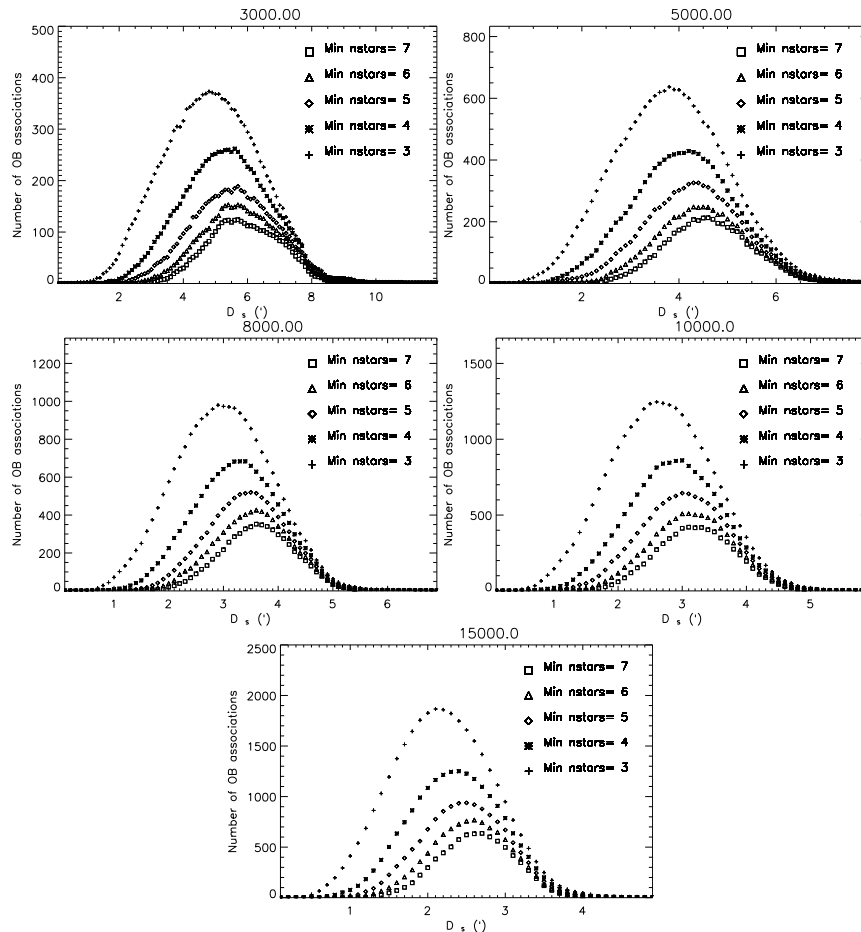 3000.00
500
400
300
200
100
0
Number of OB associations
Min nstars= 7
Min nstars= 6
Min nstars= 5
Min nstars= 4
Min nstars= 3
2 4 6 8 10
D s (')
5000.00
800
600
400
200
0
Number of OB associations
Min nstars= 7
Min nstars= 6
Min nstars= 5
Min nstars= 4
Min nstars= 3
2 4 6
D s (')
8000.00
1200
1000
800
600
400
200
0
Number of OB associations
Min nstars= 7
Min nstars= 6
Min nstars= 5
Min nstars= 4
Min nstars= 3
1 2 3 4 5 6
D s (')
10000.0
1500
1000
500
0
Number of OB associations
Min nstars= 7
Min nstars= 6
Min nstars= 5
Min nstars= 4
Min nstars= 3
1 2 3 4 5
D s (')
15000.0
2500
2000
1500
1000
500
0
Number of OB associations
Min nstars= 7
Min nstars= 6
Min nstars= 5
Min nstars= 4
Min nstars= 3
1 2 3 4
D s (')